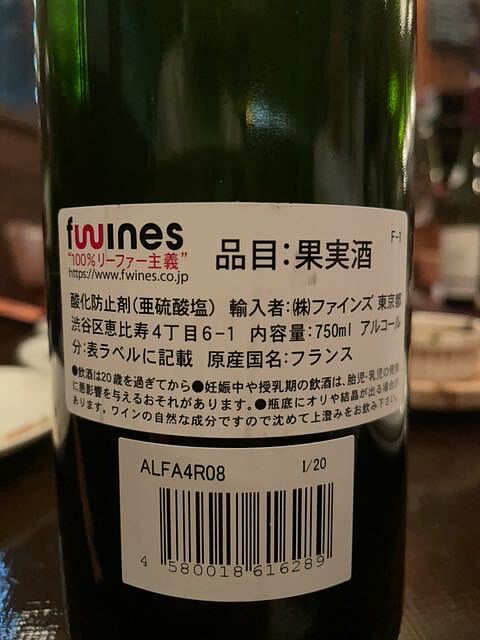 fwines
"100%リーファー主義"
https://www.fwines.co.jp
品目:果実酒
F-1
酸化防止剤(亜硫酸塩) 輸入者:㈱ファインズ 東京都
渋谷区恵比寿4丁目6-1 内容量:750ml アルコール
分:表ラベルに記載 原産国名:フランス
●飲酒は20歳を過ぎてから●妊娠中や授乳期の飲酒は、胎児・乳児の発育
に悪影響を与えるおそれがあります。●瓶底にオリや結晶が出る場合が
あります。ワインの自然な成分ですので沈めて上澄みをお飲み下さい。
ALFA4R08
1/20
4 580018 616289